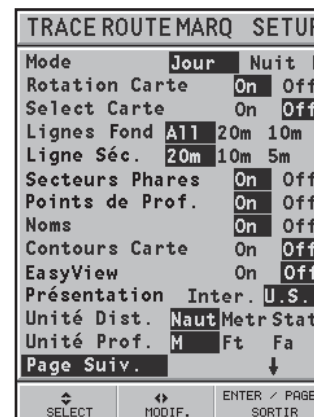 TRACE ROUTE MARQ SETUP
Mode Jour Nuit
Rotation Carte On Off
Select Carte On Off
Lignes Fond All 20m 10m
Ligne Séc. 20m 10m 5m
Secteurs Phares On Off
Points de Prof. On Off
Noms On Off
Contours Carte On Off
EasyView On Off
Présentation Inter. U.S.
Unité Dist. Naut Metr Stat
Unité Prof. M Ft Fa
Page Suiv.
SELECT MODIF. ENTER / PAGE
SORTIR